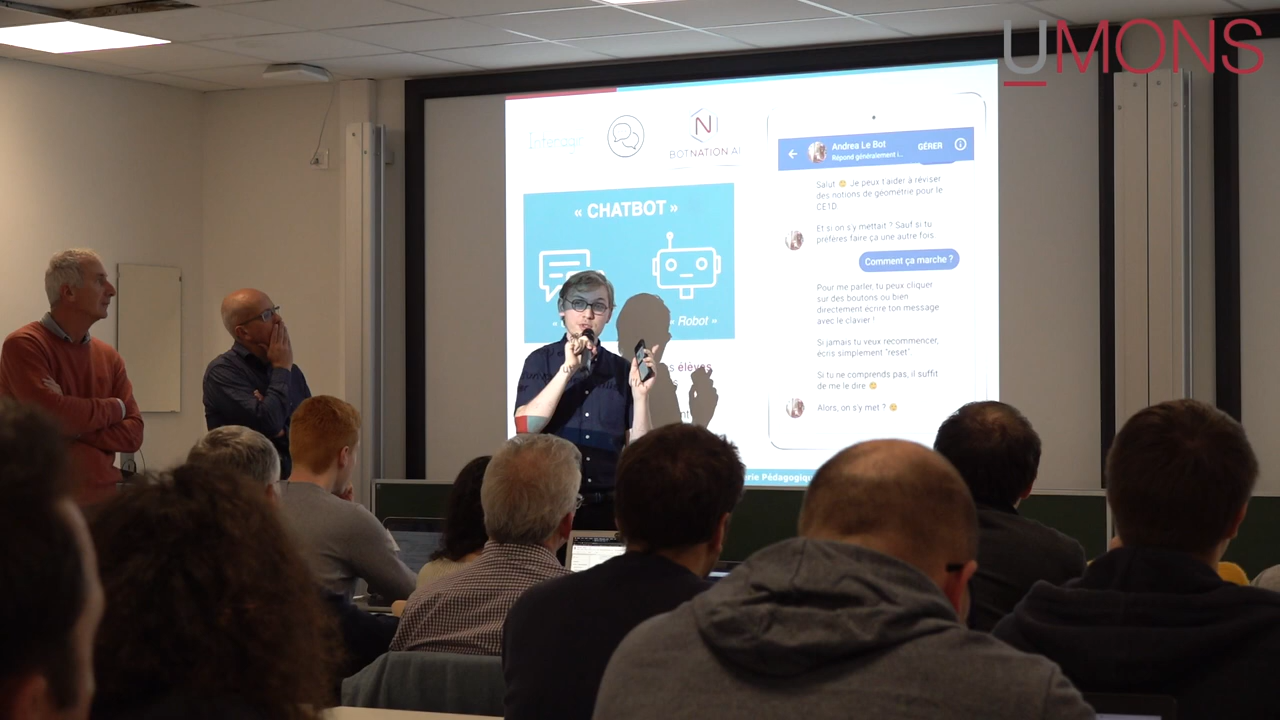 UMONS
Interagir
BOTNATION.AI
« CHATBOT »
Robot »
élèves
erie Pédagogiqu
Andrea Le Bot
Répond généralement i...
GÉRER
Salut 😉 Je peux t'aider à réviser
des notions de géométrie pour le
CE1D.
Et si on s'y mettait ? Sauf si tu
préfères faire ça une autre fois.
Comment ça marche ?
Pour me parler, tu peux cliquer
sur des boutons ou bien
directement écrire ton message
avec le clavier !
Si jamais tu veux recommencer,
écris simplement "reset".
Si tu ne comprends pas, il suffit
de me le dire 😉
Alors, on s'y met ? 😉